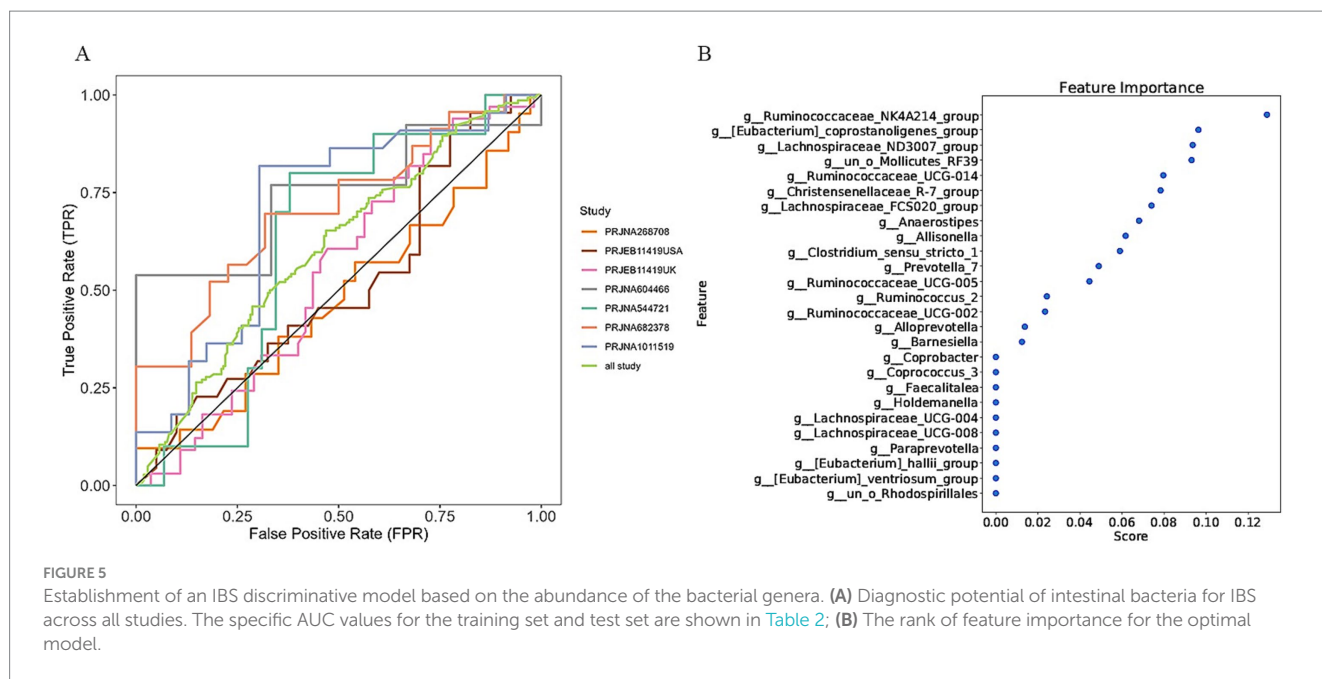 A
1.00
0.75
0.50
0.25
0.00
True Positive Rate (TPR)
0.00
0.25
0.50
0.75
1.00
False Positive Rate (FPR)
Study
PRJNA268708
PRJEB11419USA
PRJEB11419UK
PRJNA604466
PRJNA544721
PRJNA682378
PRJNA1011519
all study
B
Feature Importance
g__Ruminococcaceae_NK4A214_group
g__[Eubacterium]_coprostanoligenes_group
g__Lachnospiraceae_ND3007_group
g__un_o_Mollicutes_RF39
g__Ruminococcaceae_UCG-014
g__Christensenellaceae_R-7_group
g__Lachnospiraceae_FCS020_group
g__Anaerostipes
g__Allisonella
g__Clostridium_sensu_stricto_1
g__Prevotella_7
g__Ruminococcaceae_UCG-005
g__Ruminococcus_2
g__Ruminococcaceae_UCG-002
g__Alloprevotella
g__Barnesiella
g__Coprobacter
g__Coprococcus_3
g__Faecalitalea
g__Holdemanella
g__Lachnospiraceae_UCG-004
g__Lachnospiraceae_UCG-008
g__Paraprevotella
g__[Eubacterium]_hallii_group
g__[Eubacterium]_ventriosum_group
g__un_o_Rhodospirillales
Feature
0.00
0.02
0.04
0.06
0.08
0.10
0.12
Score
FIGURE 5
Establishment of an IBS discriminative model based on the abundance of the bacterial genera. (A) Diagnostic potential of intestinal bacteria for IBS
across all studies. The specific AUC values for the training set and test set are shown in Table 2; (B) The rank of feature importance for the optimal
model.